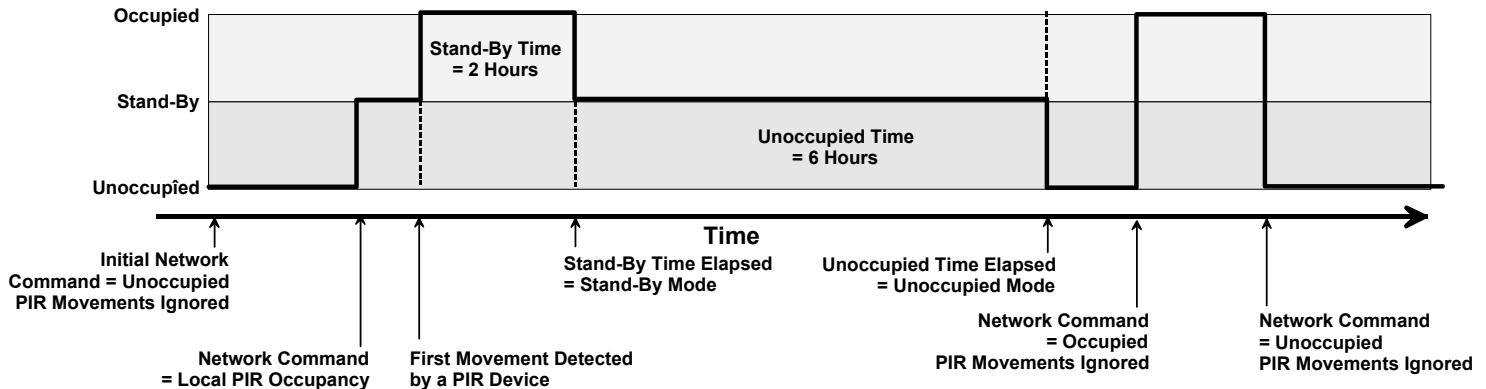 Occupied
Stand-By Time
= 2 Hours
Stand-By
Unoccupied Time
= 6 Hours
Unoccupied
Time
Initial Network
Command = Unoccupied
PIR Movements Ignored
Stand-By Time Elapsed
= Stand-By Mode
Unoccupied Time Elapsed
= Unoccupied Mode
Network Command
= Local PIR Occupancy
First Movement Detected
by a PIR Device
Network Command
= Occupied
PIR Movements Ignored
Network Command
= Unoccupied
PIR Movements Ignored